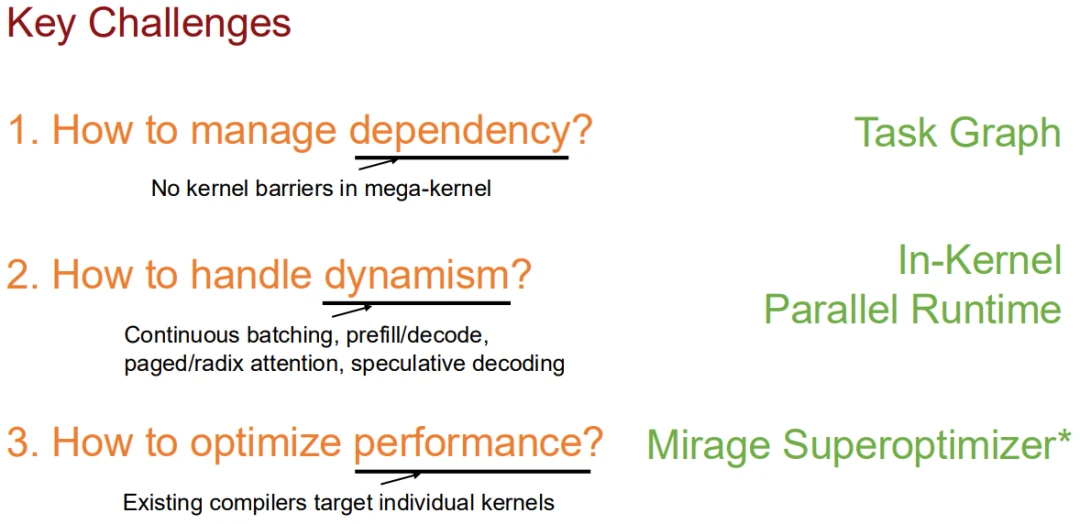 Key Challenges
1. How to manage dependency?
Task Graph
No kernel barriers in mega-kernel
2. How to handle dynamism?
In-Kernel
Parallel Runtime
Continuous batching, prefill/decode,
paged/radix attention, speculative decoding
3. How to optimize performance?
Mirage Superoptimizer*
Existing compilers target individual kernels